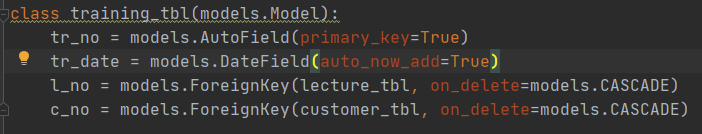 class training_tbl(models.Model):
    tr_no = models.AutoField(primary_key=True)
    tr_date = models.DateField(auto_now_add=True)
    l_no = models.ForeignKey(lecture_tbl, on_delete=models.CASCADE)
    c_no = models.ForeignKey(customer_tbl, on_delete=models.CASCADE)